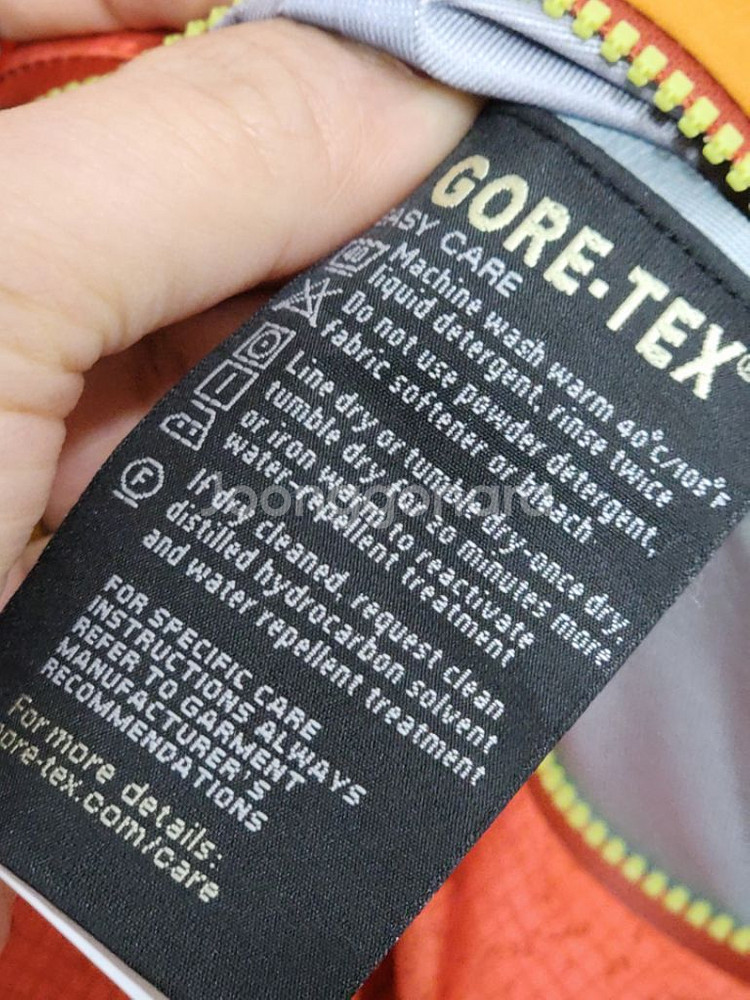 GORE-TEX
EASY CARE
40
Machine wash warm 40°C/105°F
liquid detergent, rinse twice
Do not use powder detergent,
fabric softener or bleach
Line dry or tumble dry-once dry.
tumble dry for 20 minutes more
or iron warm to reactivate
water-repellent treatment
F
If dry cleaned, request clean
distilled hydrocarbon solvent
and water repellent treatment
FOR SPECIFIC CARE
INSTRUCTIONS ALWAYS
REFER TO GARMENT
MANUFACTURER'S
RECOMMENDATIONS
For more details:
gore-tex.com/care
Joonggonara